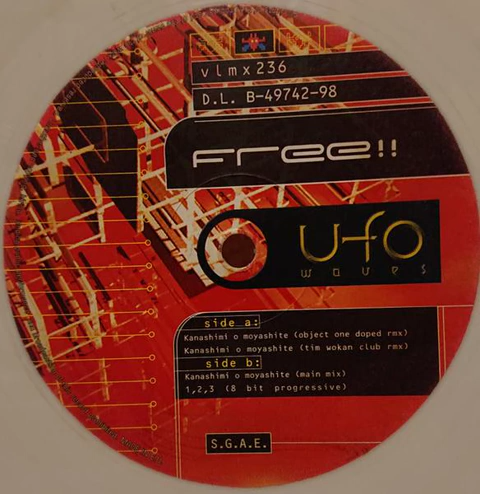 vlmx236
D.L. B-49742-98
FREE!!
UFO
waves
side a:
Kanashimi o moyashite (object one doped rmx)
Kanashimi o moyashite (tim wokan club rmx)
side b:
Kanashimi o moyashite (main mix)
1,2,3 (8 bit progressive)
S.G.A.E.